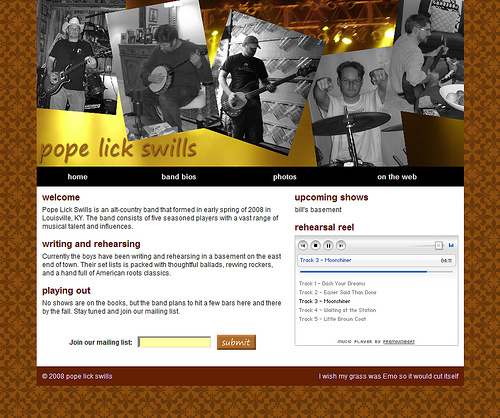 pope lick swills
home band bios photos on the web
welcome
Pope Lick Swills is an alt-country band that formed in early spring of 2008 in
Louisville, KY. The band consists of five seasoned players with a vast range of
musical talent and influences.
writing and rehearsing
Currently the boys have been writing and rehearsing in a basement on the east
end of town. Their set lists is packed with thoughtful ballads, rewing rockers,
and a hand full of American roots classics.
playing out
No shows are on the books, but the band plans to hit a few bars here and there
by the fall. Stay tuned and join our mailing list.
Join our mailing list: submit
upcoming shows
bill's basement
rehearsal reel
Track 3 - Moonshiner 04:11
Track 1 - Dash Your Dreams
Track 2 - Easier Said Than Done
Track 3 - Moonshiner
Track 4 - Waiting at the Station
Track 5 - Little Brown Coat
MUSIC PLAYER BY PREMIUMBEAT
© 2008 pope lick swills
I wish my grass was Emo so it would cut itself